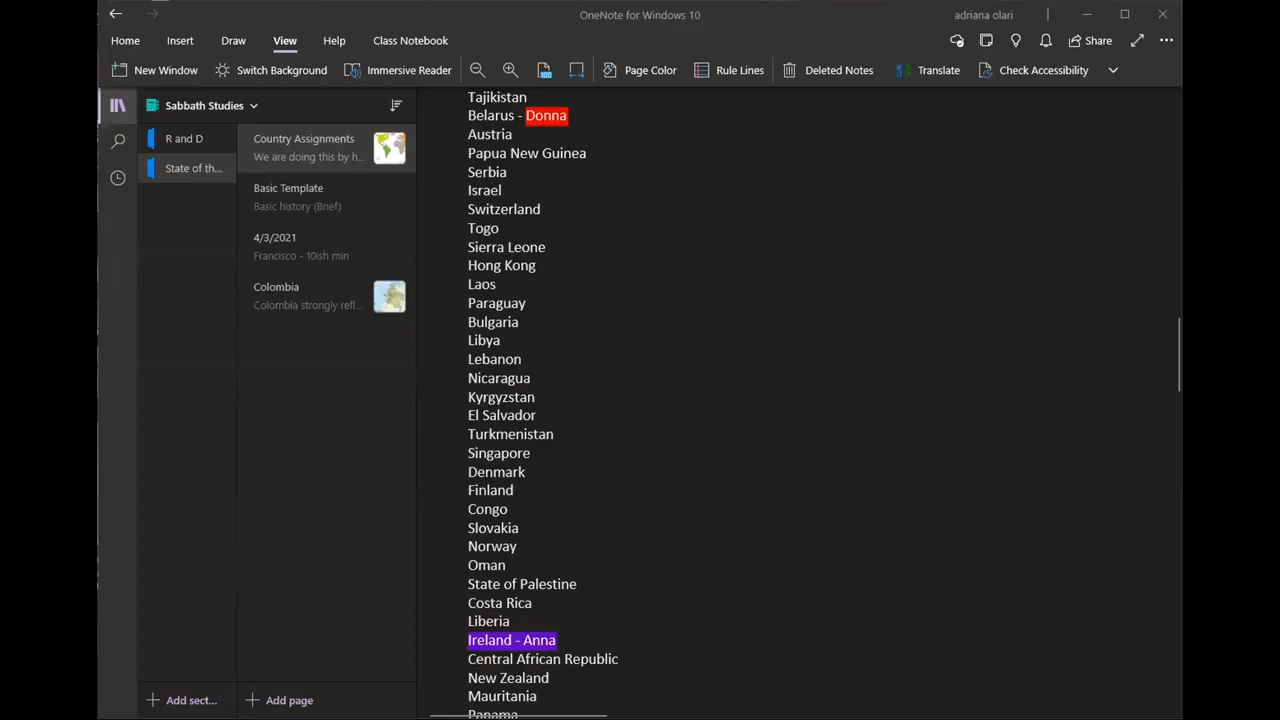 OneNote for Windows 10
adriana olari
Home Insert Draw View Help Class Notebook
Share
New Window Switch Background Immersive Reader Page Color Rule Lines Deleted Notes Translate Check Accessibility
Sabbath Studies
R and D
State of th...
Country Assignments
We are doing this by h...
Basic Template
Basic history (Brief)
4/3/2021
Francisco - 10ish min
Colombia
Colombia strongly refl...
Add sect...
Add page
Tajikistan
Belarus - Donna
Austria
Papua New Guinea
Serbia
Israel
Switzerland
Togo
Sierra Leone
Hong Kong
Laos
Paraguay
Bulgaria
Libya
Lebanon
Nicaragua
Kyrgyzstan
El Salvador
Turkmenistan
Singapore
Denmark
Finland
Congo
Slovakia
Norway
Oman
State of Palestine
Costa Rica
Liberia
Ireland - Anna
Central African Republic
New Zealand
Mauritania
Panama